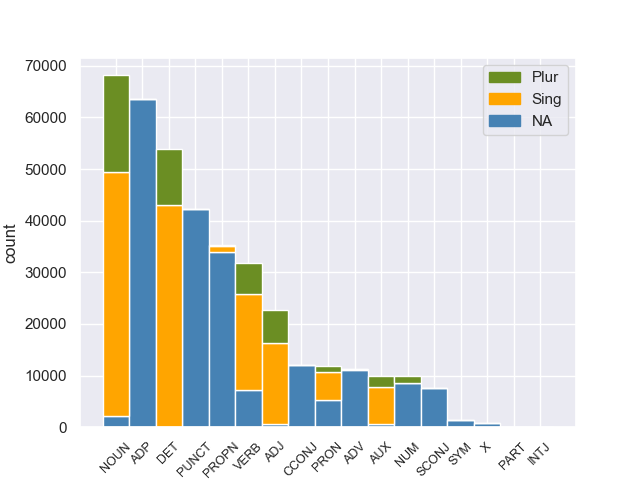 70000
60000
50000
40000
30000
20000
10000
0
count
Plur
Sing
NA
NOUN
ADP
DET
PUNCT
PROPN
VERB
ADJ
CCONJ
PRON
ADV
AUX
NUM
SCONJ
SYM
X
PART
INTJ